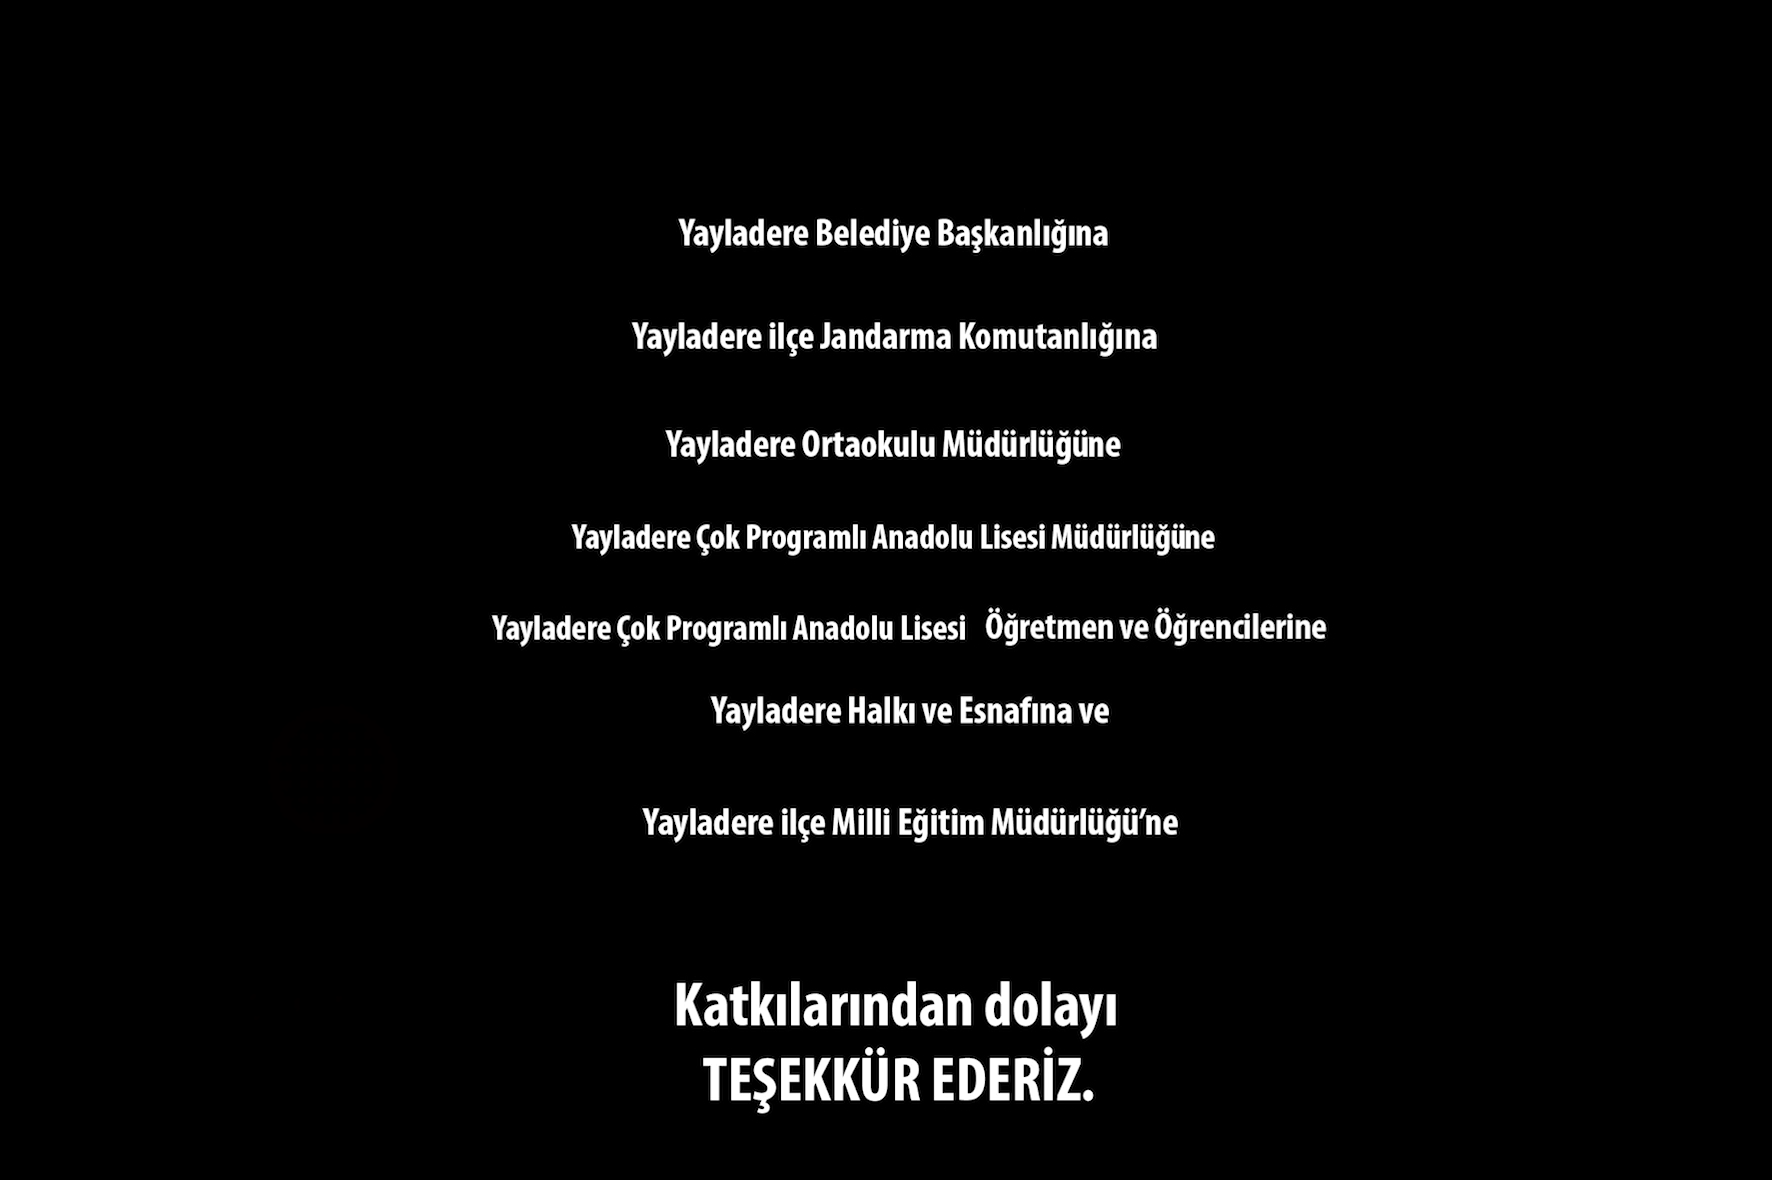 Yayladere Belediye Başkanlığına
Yayladere ilçe Jandarma Komutanlığına
Yayladere Ortaokulu Müdürlüğüne
Yayladere Çok Programlı Anadolu Lisesi Müdürlüğüne
Yayladere Çok Programlı Anadolu Lisesi Öğretmen ve Öğrencilerine
Yayladere Halkı ve Esnafına ve
Yayladere ilçe Milli Eğitim Müdürlüğü’ne
Katkılarından dolayı
TEŞEKKÜR EDERİZ.